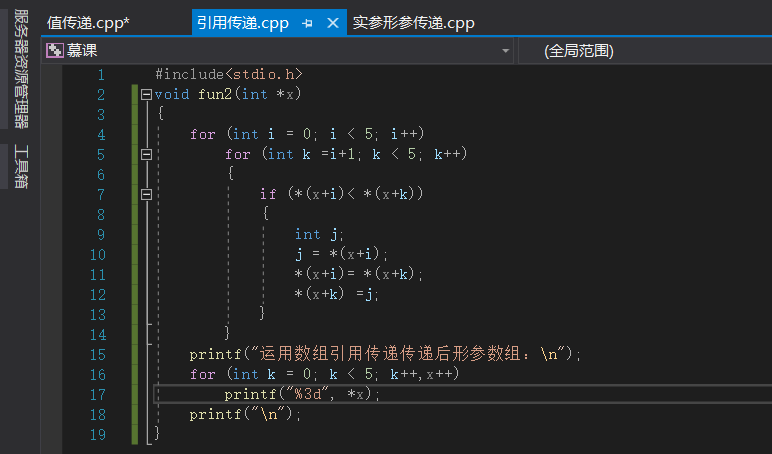 值传递.cpp* 引用传递.cpp 实参形参传递.cpp
服务器资源管理器
工具箱
慕课 (全局范围)
1 #include<stdio.h>
2 void fun2(int *x)
3 {
4 for (int i = 0; i < 5; i++)
5 for (int k =i+1; k < 5; k++)
6 {
7 if (*(x+i)< *(x+k))
8 {
9 int j;
10 j = *(x+i);
11 *(x+i)= *(x+k);
12 *(x+k) =j;
13 }
14 }
15 printf("运用数组引用传递传递后形参数组：\n");
16 for (int k = 0; k < 5; k++,x++)
17 printf("%3d", *x);
18 printf("\n");
19 }